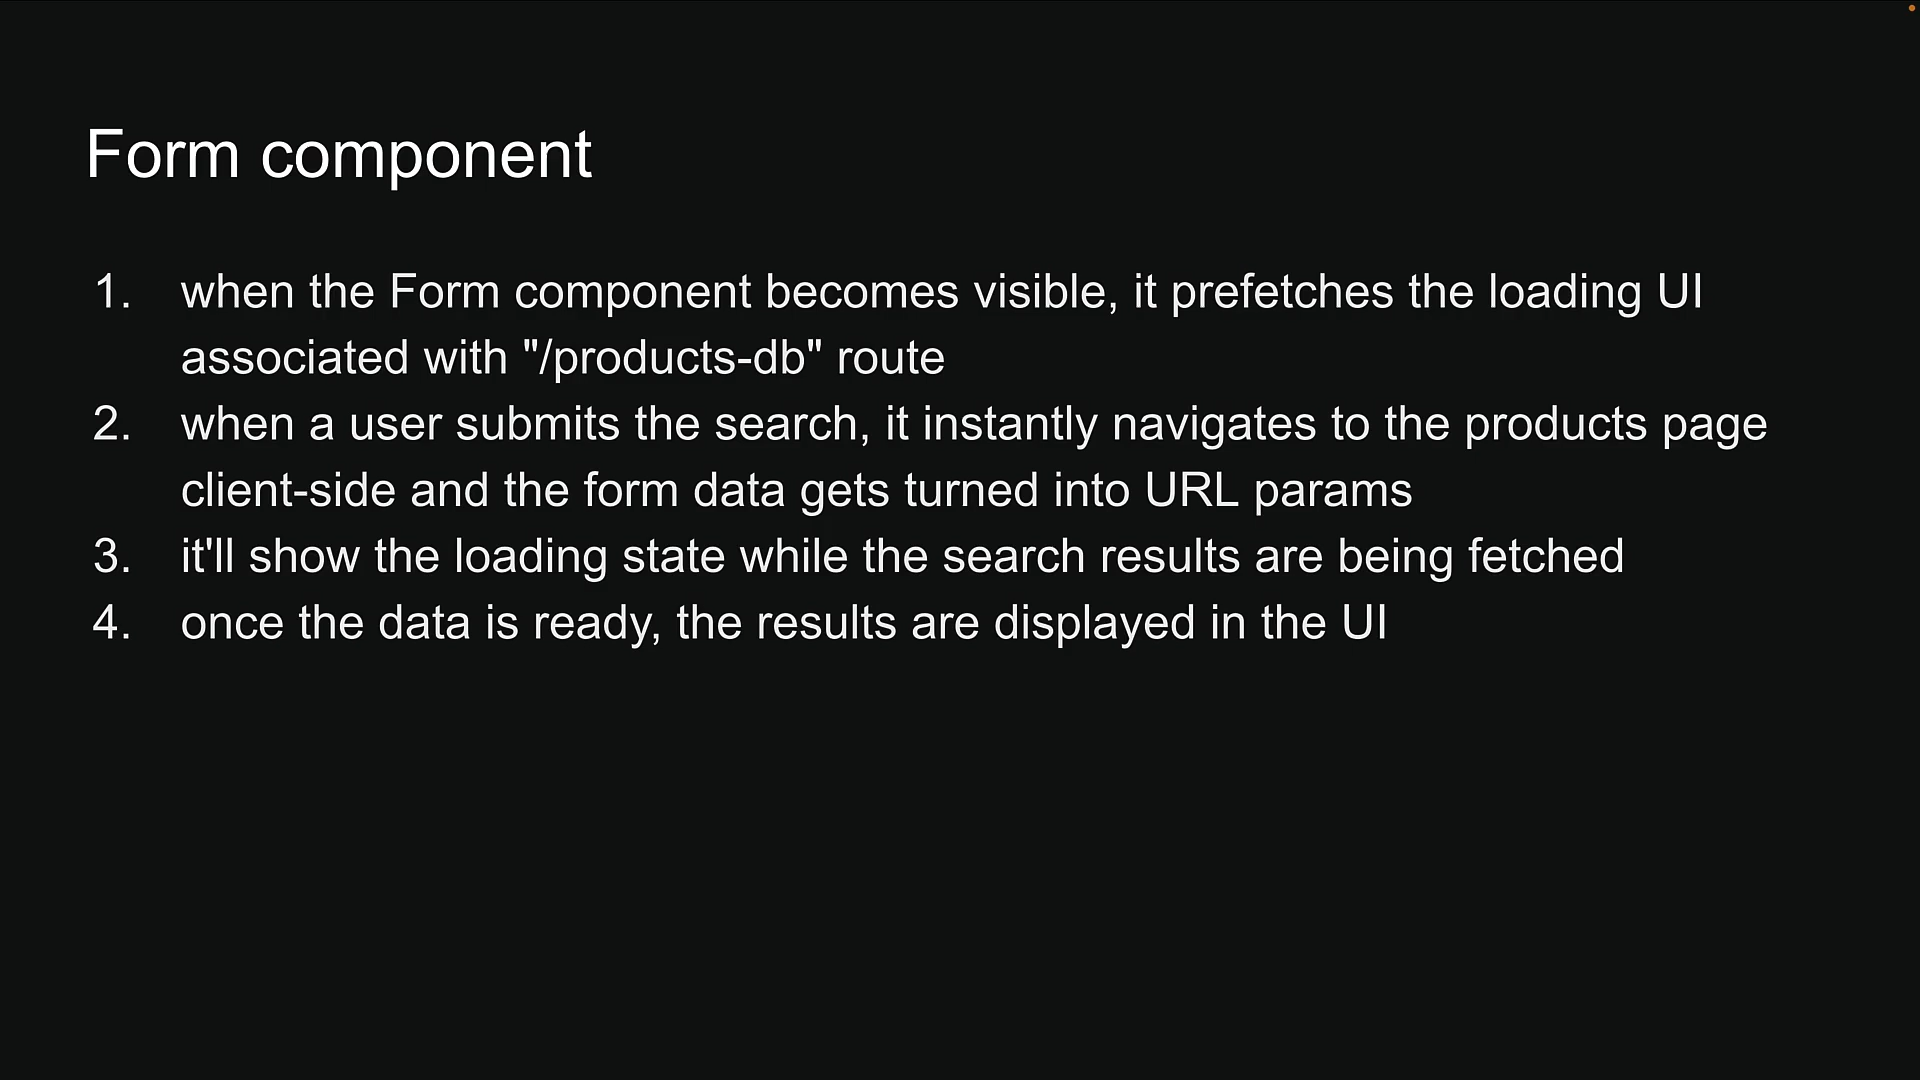 Form component
1. when the Form component becomes visible, it prefetches the loading UI
associated with "/products-db" route
2. when a user submits the search, it instantly navigates to the products page
client-side and the form data gets turned into URL params
3. it'll show the loading state while the search results are being fetched
4. once the data is ready, the results are displayed in the UI